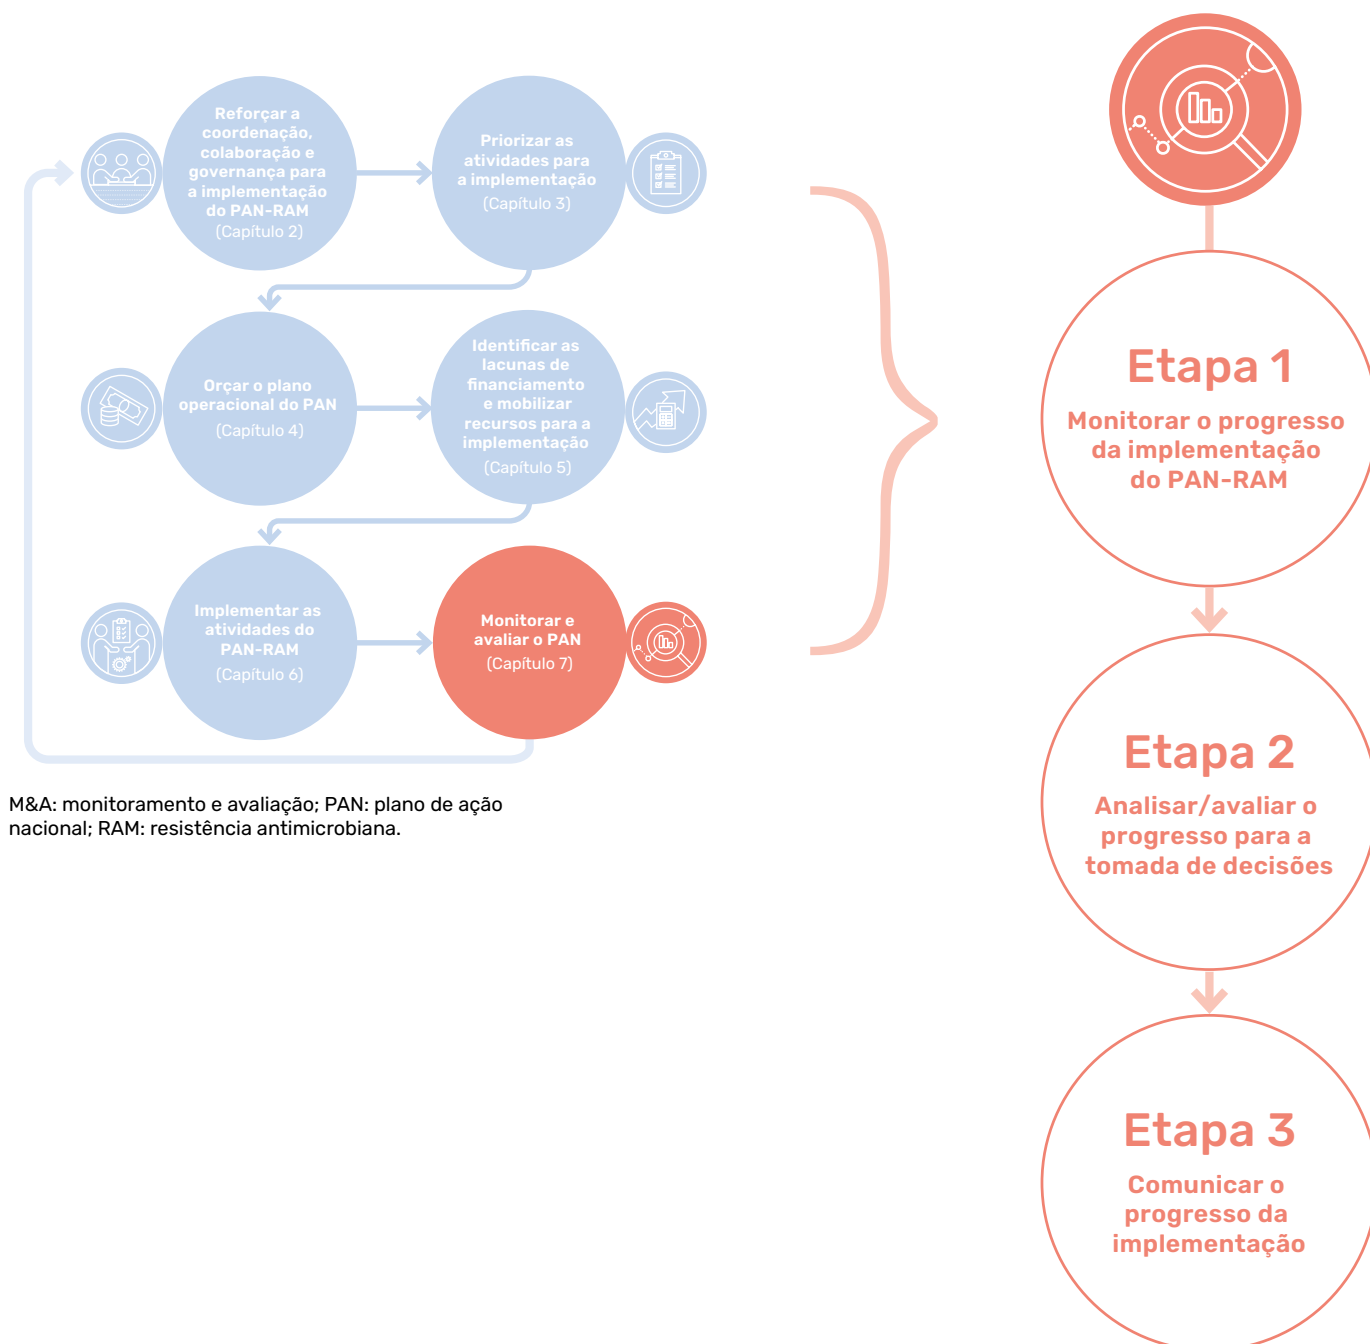 Reforçar a
coordenação,
colaboração e
governança para
a implementação
do PAN-RAM
(Capítulo 2)
Priorizar as
atividades para
a implementação
(Capítulo 3)
Orçar o plano
operacional do PAN
(Capítulo 4)
Identificar as
lacunas de
financiamento
e mobilizar
recursos para a
implementação
(Capítulo 5)
Implementar as
atividades do
PAN-RAM
(Capítulo 6)
Monitorar e
avaliar o PAN
(Capítulo 7)
M&A: monitoramento e avaliação; PAN: plano de ação
nacional; RAM: resistência antimicrobiana.
Etapa 1
Monitorar o progresso
da implementação
do PAN-RAM
Etapa 2
Analisar/avaliar o
progresso para a
tomada de decisões
Etapa 3
Comunicar o
progresso da
implementação